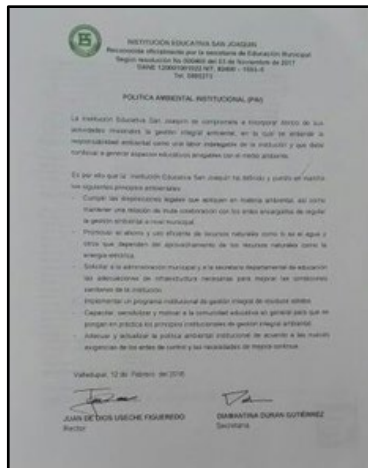 INSTITUCIÓN EDUCATIVA SAN JOAQUIN
Reconocida oficialmente por la secretaria de Educación Municipal
Según resolución No 000466 del 03 de Noviembre de 2017
POLITICA AMBIENTAL INSTITUCIONAL (PAI)
La Institución Educativa San Joaquín se compromete a incorporar dentro de sus
actividades misionales la gestión integral ambiental, en la cual se entiende la
responsabilidad ambiental como una labor indelegable de la institución y que debe
continuar a generar espacios educativos amigables con el medio ambiente.
Es por ello que la Institución Educativa San Joaquín ha definido y puesto en marcha
los siguientes principios ambientales:
- Cumplir las disposiciones legales que apliquen en materia ambiental, así como
mantener una relación de mutua colaboración con los entes encargados de regular
la gestión ambiental a nivel municipal.
- Promover el ahorro y uso eficiente de recursos naturales como lo es el agua y
otros que dependen del aprovechamiento de los recursos naturales como la
energía eléctrica.
- Solicitar a la administración municipal y a la secretaria departamental de educación
las adecuaciones de infraestructura necesarias para mejorar las condiciones
sanitarias de la institución.
- Implementar un programa institucional de gestión integral de residuos sólidos.
- Capacitar, sensibilizar y motivar a la comunidad educativa en general para que se
pongan en práctica los principios institucionales de gestión integral ambiental.
- Adecuar y actualizar la política ambiental institucional de acuerdo a las nuevas
exigencias de los entes de control y las necesidades de mejora continua.
Valledupar, 12 de Febrero del 2018
JUAN DE DIOS USECHE FIGUEREDO
Rector
DIAMANTINA DURAN GUTIÉRREZ
Secretaria